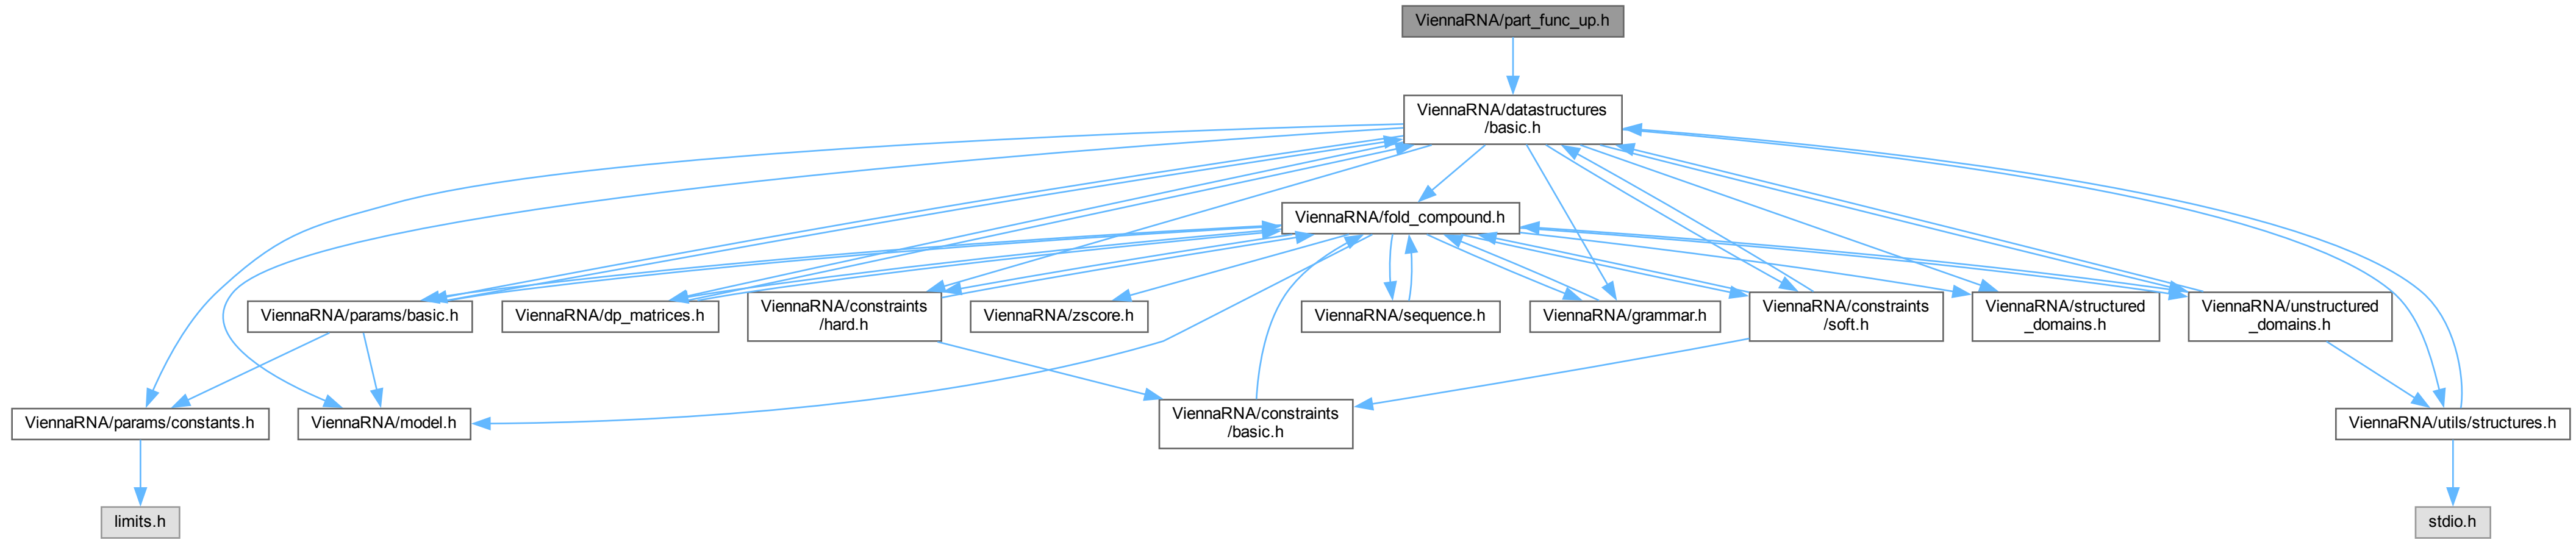 ViennaRNA/part_func_up.h
ViennaRNA/datastructures
/basic.h
ViennaRNA/fold_compound.h
ViennaRNA/params/basic.h
ViennaRNA/dp_matrices.h
ViennaRNA/constraints
/hard.h
ViennaRNA/zscore.h
ViennaRNA/sequence.h
ViennaRNA/grammar.h
ViennaRNA/constraints
/soft.h
ViennaRNA/structured
_domains.h
ViennaRNA/unstructured
_domains.h
ViennaRNA/params/constants.h
ViennaRNA/model.h
ViennaRNA/constraints
/basic.h
ViennaRNA/utils/structures.h
limits.h
stdio.h